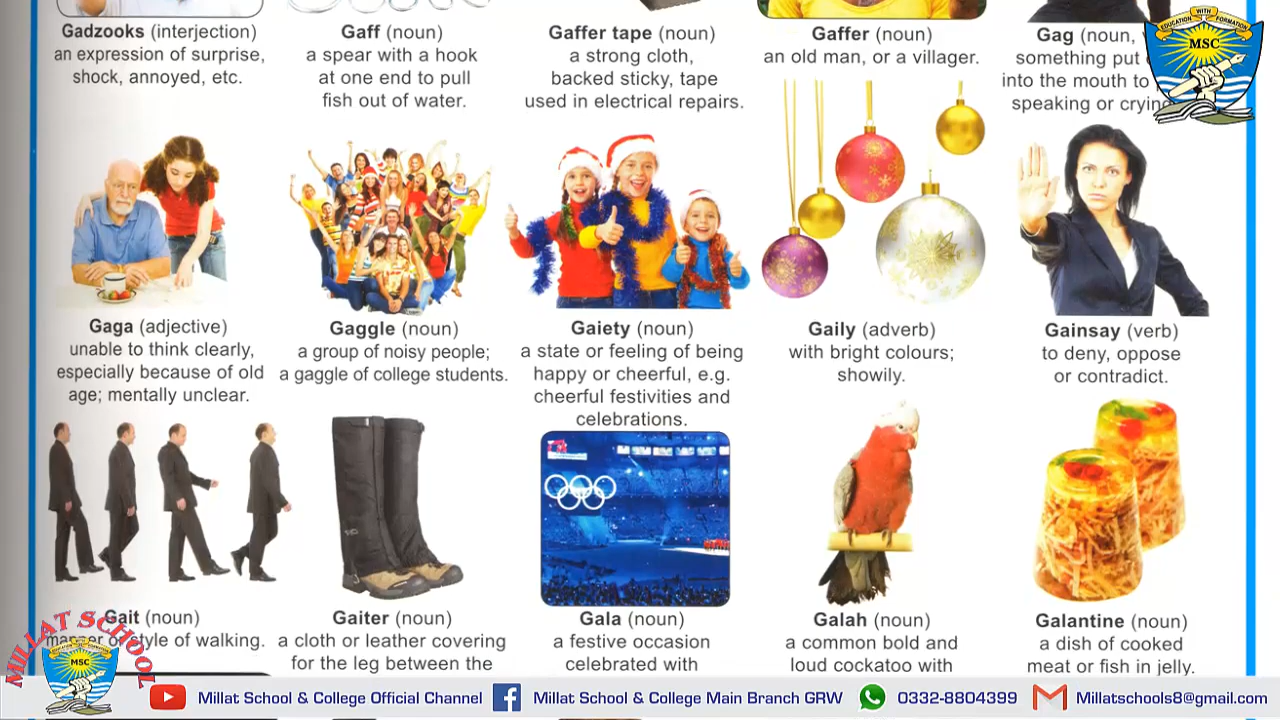 Gadzooks (interjection)
an expression of surprise,
shock, annoyed, etc.
Gaff (noun)
a spear with a hook
at one end to pull
fish out of water.
Gaffer tape (noun)
a strong cloth,
backed sticky, tape
used in electrical repairs.
Gaffer (noun)
an old man, or a villager.
Gag (noun,
something put
into the mouth to
speaking or crying
EDUCATION WITH FORMATION
MSC
Gaga (adjective)
unable to think clearly,
especially because of old
age; mentally unclear.
Gaggle (noun)
a group of noisy people;
a gaggle of college students.
Gaiety (noun)
a state or feeling of being
happy or cheerful, e.g.
cheerful festivities and
celebrations.
Gaily (adverb)
with bright colours;
showily.
Gainsay (verb)
to deny, oppose
or contradict.
Gait (noun)
manner or style of walking.
Gaiter (noun)
a cloth or leather covering
for the leg between the
Gala (noun)
a festive occasion
celebrated with
Galah (noun)
a common bold and
loud cockatoo with
Galantine (noun)
a dish of cooked
meat or fish in jelly.
MILLAT SCHOOL
MSC
Millat School & College Official Channel
Millat School & College Main Branch GRW
0332-8804399
Millatschools8@gmail.com